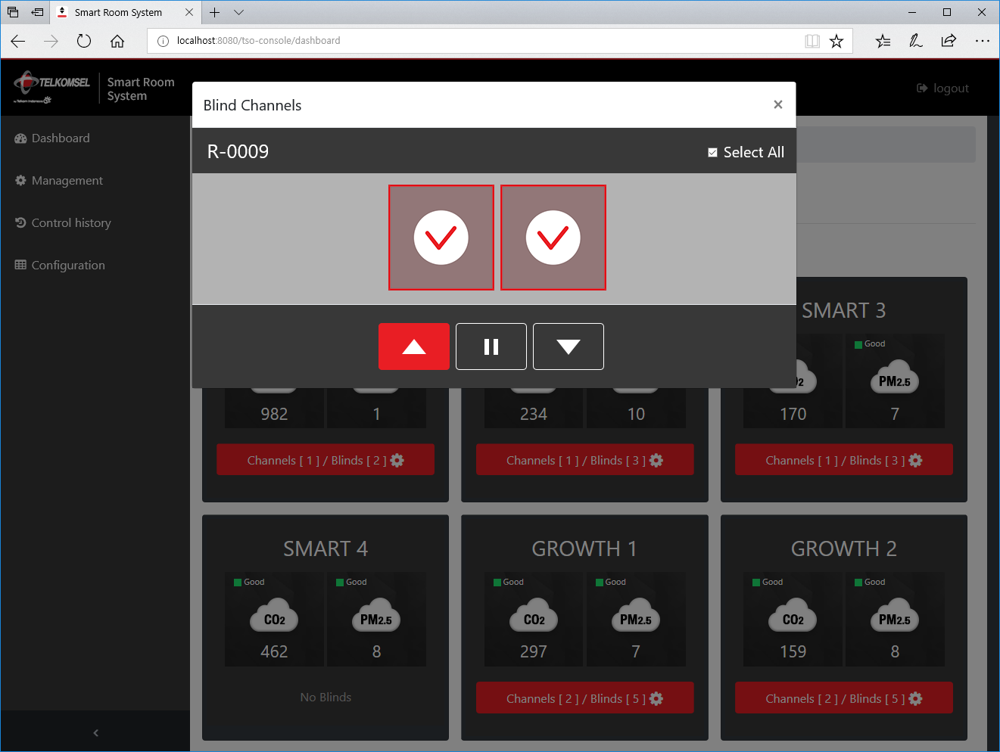 Smart Room System
localhost:8080/tso-console/dashboard
TELKOMSEL
by Telkom Indonesia
Smart Room
System
logout
Dashboard
Management
Control history
Configuration
Blind Channels
×
R-0009
Select All
982
1
Channels [ 1 ] / Blinds [ 2 ]
234
10
Channels [ 1 ] / Blinds [ 3 ]
SMART 3
Good
PM2.5
170
7
Channels [ 1 ] / Blinds [ 3 ]
SMART 4
Good
Good
CO2
PM2.5
462
8
No Blinds
GROWTH 1
Good
Good
CO2
PM2.5
297
7
Channels [ 2 ] / Blinds [ 5 ]
GROWTH 2
Good
Good
CO2
PM2.5
159
8
Channels [ 2 ] / Blinds [ 5 ]